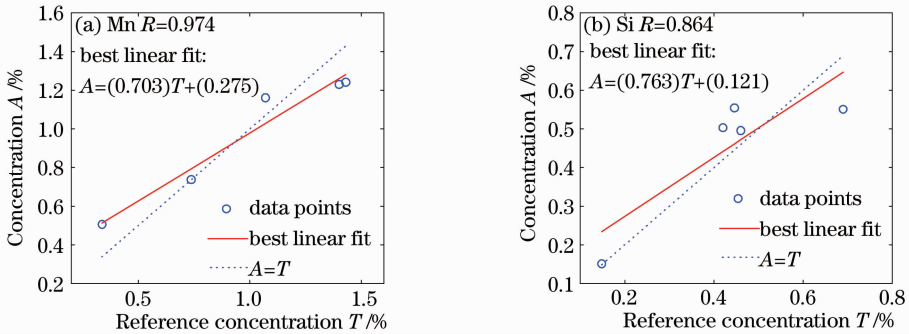 (a) Mn R=0.974
best linear fit:
A=(0.703)T+(0.275)
data points
best linear fit
A=T
Concentration A /%
1.6
1.4
1.2
1.0
0.8
0.6
0.4
0.2
0.5
1.0
1.5
Reference concentration T /%
(b) Si R=0.864
best linear fit:
A=(0.763)T+(0.121)
data points
best linear fit
A=T
Concentration A /%
0.8
0.7
0.6
0.5
0.4
0.3
0.2
0.1
0.2
0.4
0.6
0.8
Reference concentration T /%